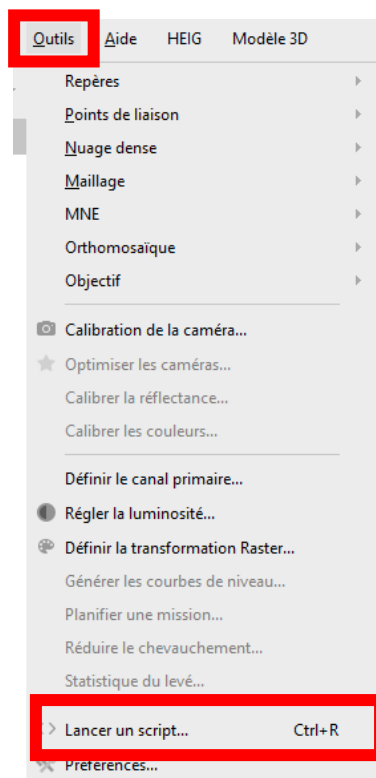 Outils Aide HEIG Modèle 3D
Repères
Points de liaison
Nuage dense
Maillage
MNE
Orthomosaïque
Objectif
Calibration de la caméra...
Optimiser les caméras...
Calibrer la réflectance...
Calibrer les couleurs...
Définir le canal primaire...
Régler la luminosité...
Définir la transformation Raster...
Générer les courbes de niveau...
Planifier une mission...
Réduire le chevauchement...
Statistique du levé...
Lancer un script... Ctrl+R
Préférences...